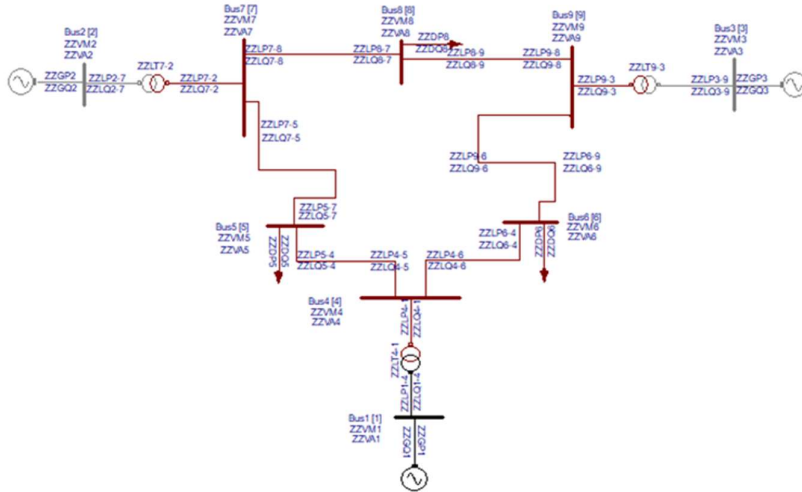 Bus2 [2]
ZZVM2
ZZVA2
ZZGP2
ZZGQ2
ZZLP2-7
ZZLQ2-7
ZZLT7-2
ZZLP7-2
ZZLQ7-2
Bus7 [7]
ZZVM7
ZZVA7
ZZLP7-8
ZZLQ7-8
ZZLP8-7
ZZLQ8-7
Bus8 [8]
ZZVM8
ZZVA8
ZZDP8
ZZDQ8
ZZLP8-9
ZZLQ8-9
ZZLP9-8
ZZLQ9-8
Bus9 [9]
ZZVM9
ZZVA9
ZZLP9-3
ZZLQ9-3
ZZLT9-3
ZZLP3-9
ZZLQ3-9
Bus3 [3]
ZZVM3
ZZVA3
ZZGP3
ZZGQ3
ZZLP7-5
ZZLQ7-5
ZZLP9-6
ZZLQ9-6
ZZLP6-9
ZZLQ6-9
ZZLP5-7
ZZLQ5-7
Bus5 [5]
ZZVM5
ZZVA5
ZZDP5
ZZDQ5
ZZLP5-4
ZZLQ5-4
ZZLP4-5
ZZLQ4-5
ZZLP4-6
ZZLQ4-6
ZZLP6-4
ZZLQ6-4
ZZDP6
ZZDQ6
Bus6 [6]
ZZVM6
ZZVA6
Bus4 [4]
ZZVM4
ZZVA4
ZZLP4-1
ZZLQ4-1
ZZLT4-1
ZZLP1-4
ZZLQ1-4
Bus1 [1]
ZZVM1
ZZVA1
ZZGQ1
ZZGP1